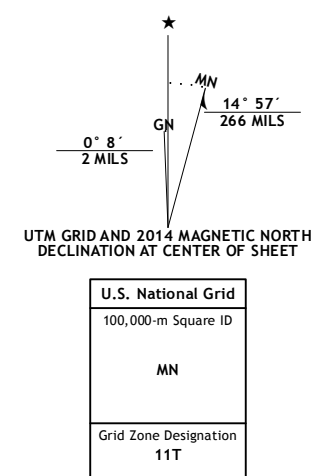 MN
14° 57´
266 MILS
GN
0° 8´
2 MILS
UTM GRID AND 2014 MAGNETIC NORTH
DECLINATION AT CENTER OF SHEET
U.S. National Grid
100,000-m Square ID
MN
Grid Zone Designation
11T